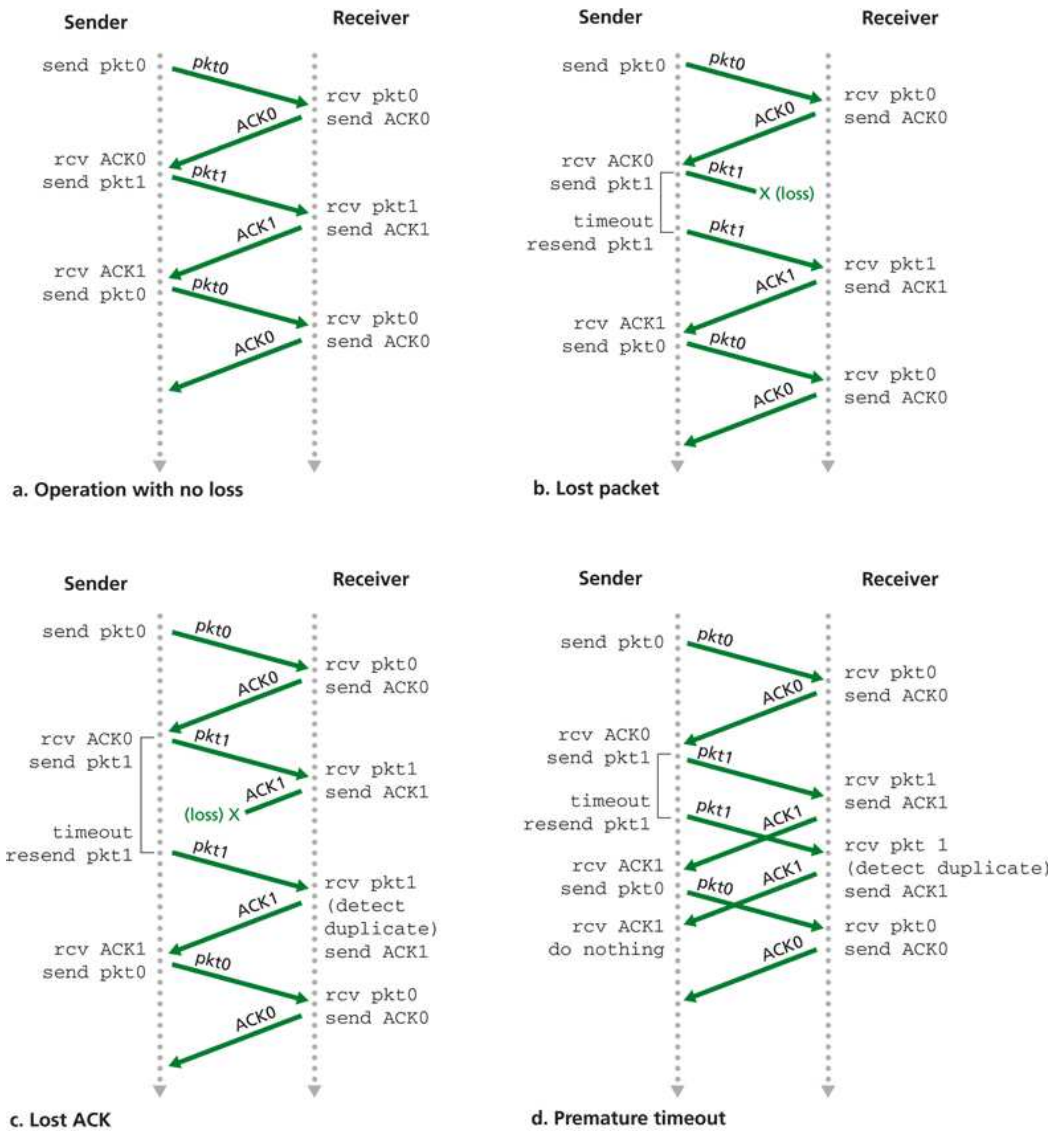 Sender
Receiver
send pkt0
pkt0
rcv pkt0
send ACK0
ACK0
rcv ACK0
send pkt1
pkt1
rcv pkt1
send ACK1
ACK1
rcv ACK1
send pkt0
pkt0
rcv pkt0
send ACK0
ACK0
a. Operation with no loss
Sender
Receiver
send pkt0
pkt0
rcv pkt0
send ACK0
ACK0
rcv ACK0
send pkt1
pkt1
X (loss)
timeout
resend pkt1
pkt1
rcv pkt1
send ACK1
ACK1
rcv ACK1
send pkt0
pkt0
rcv pkt0
send ACK0
ACK0
b. Lost packet
Sender
Receiver
send pkt0
pkt0
rcv pkt0
send ACK0
ACK0
rcv ACK0
send pkt1
pkt1
rcv pkt1
send ACK1
ACK1
(loss) X
timeout
resend pkt1
pkt1
rcv pkt1
(detect
duplicate)
send ACK1
ACK1
rcv ACK1
send pkt0
pkt0
rcv pkt0
send ACK0
ACK0
c. Lost ACK
Sender
Receiver
send pkt0
pkt0
rcv pkt0
send ACK0
ACK0
rcv ACK0
send pkt1
pkt1
rcv pkt1
send ACK1
ACK1
timeout
resend pkt1
pkt1
rcv pkt 1
(detect duplicate)
send ACK1
ACK1
rcv ACK1
send pkt0
pkt0
rcv pkt0
send ACK0
rcv ACK1
do nothing
ACK0
d. Premature timeout